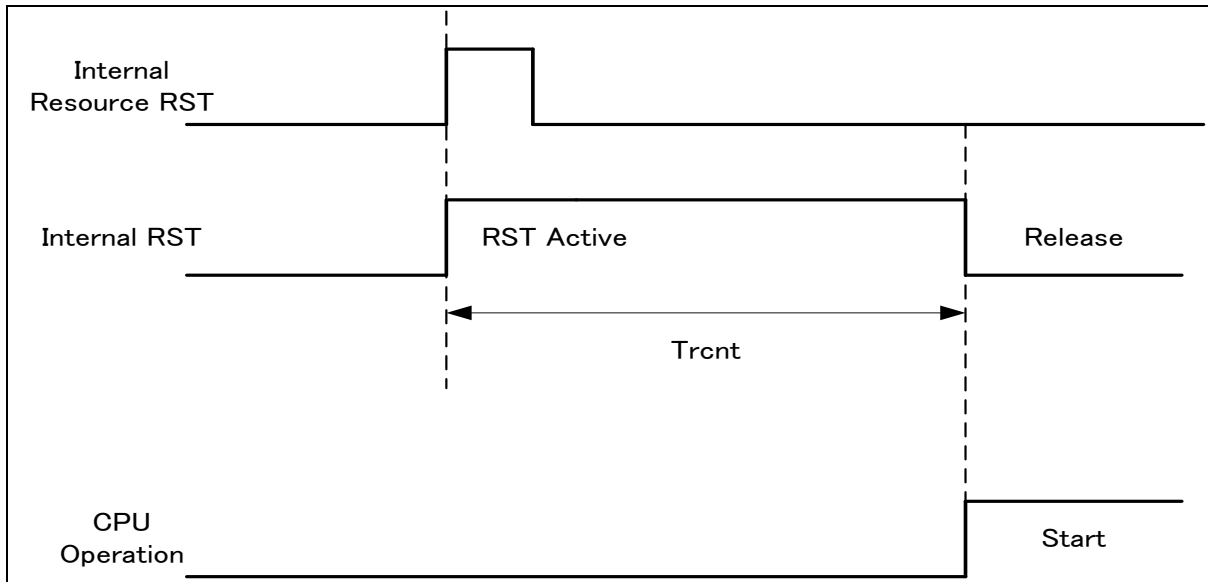 Internal
Resource RST
Internal RST
RST Active
Release
Trcnt
CPU
Operation
Start